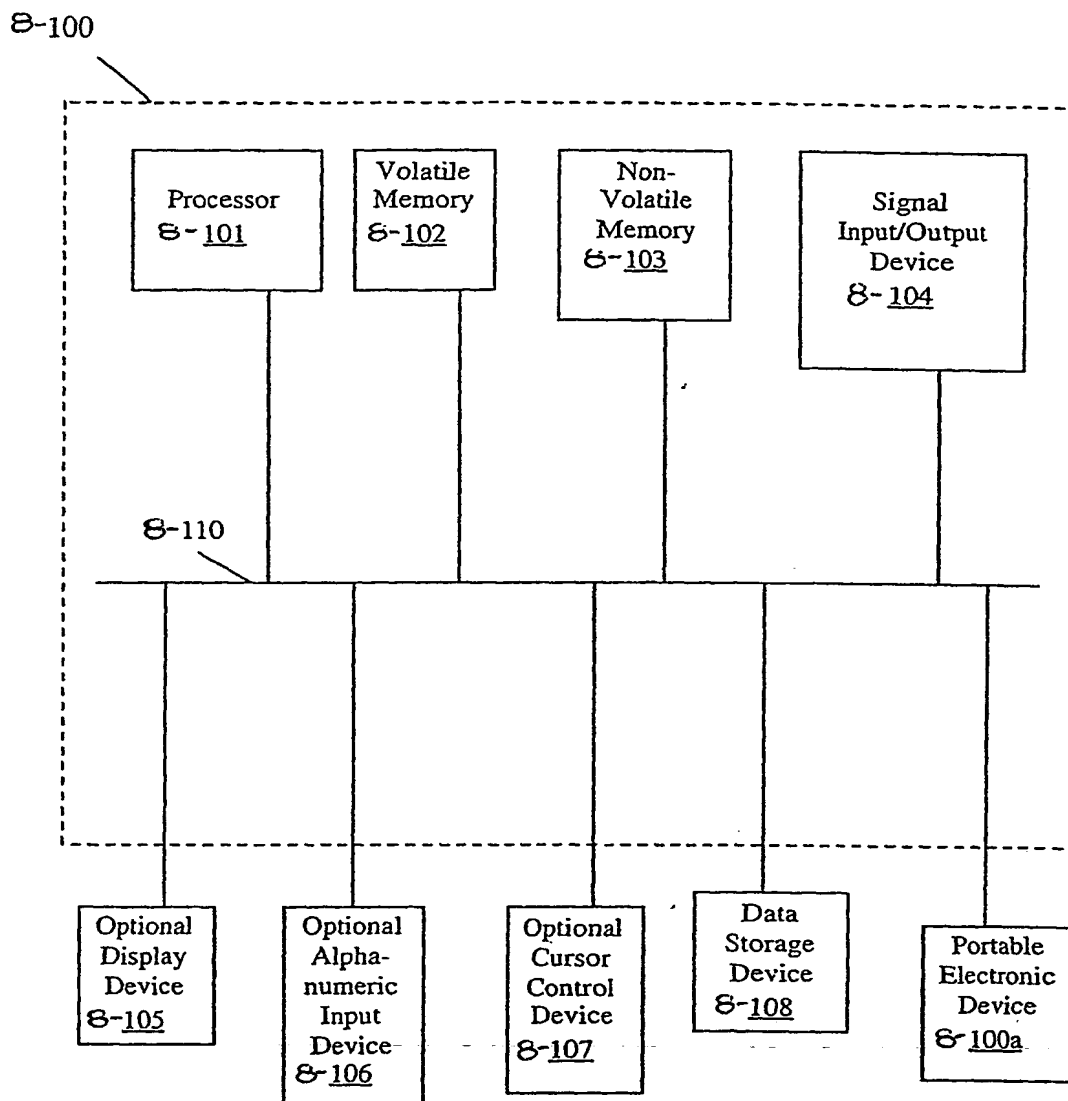 8-100
Processor
8-101
Volatile
Memory
8-102
Non-
Volatile
Memory
8-103
Signal
Input/Output
Device
8-104
8-110
Optional
Display
Device
8-105
Optional
Alpha-
numeric
Input
Device
8-106
Optional
Cursor
Control
Device
8-107
Data
Storage
Device
8-108
Portable
Electronic
Device
8-100a